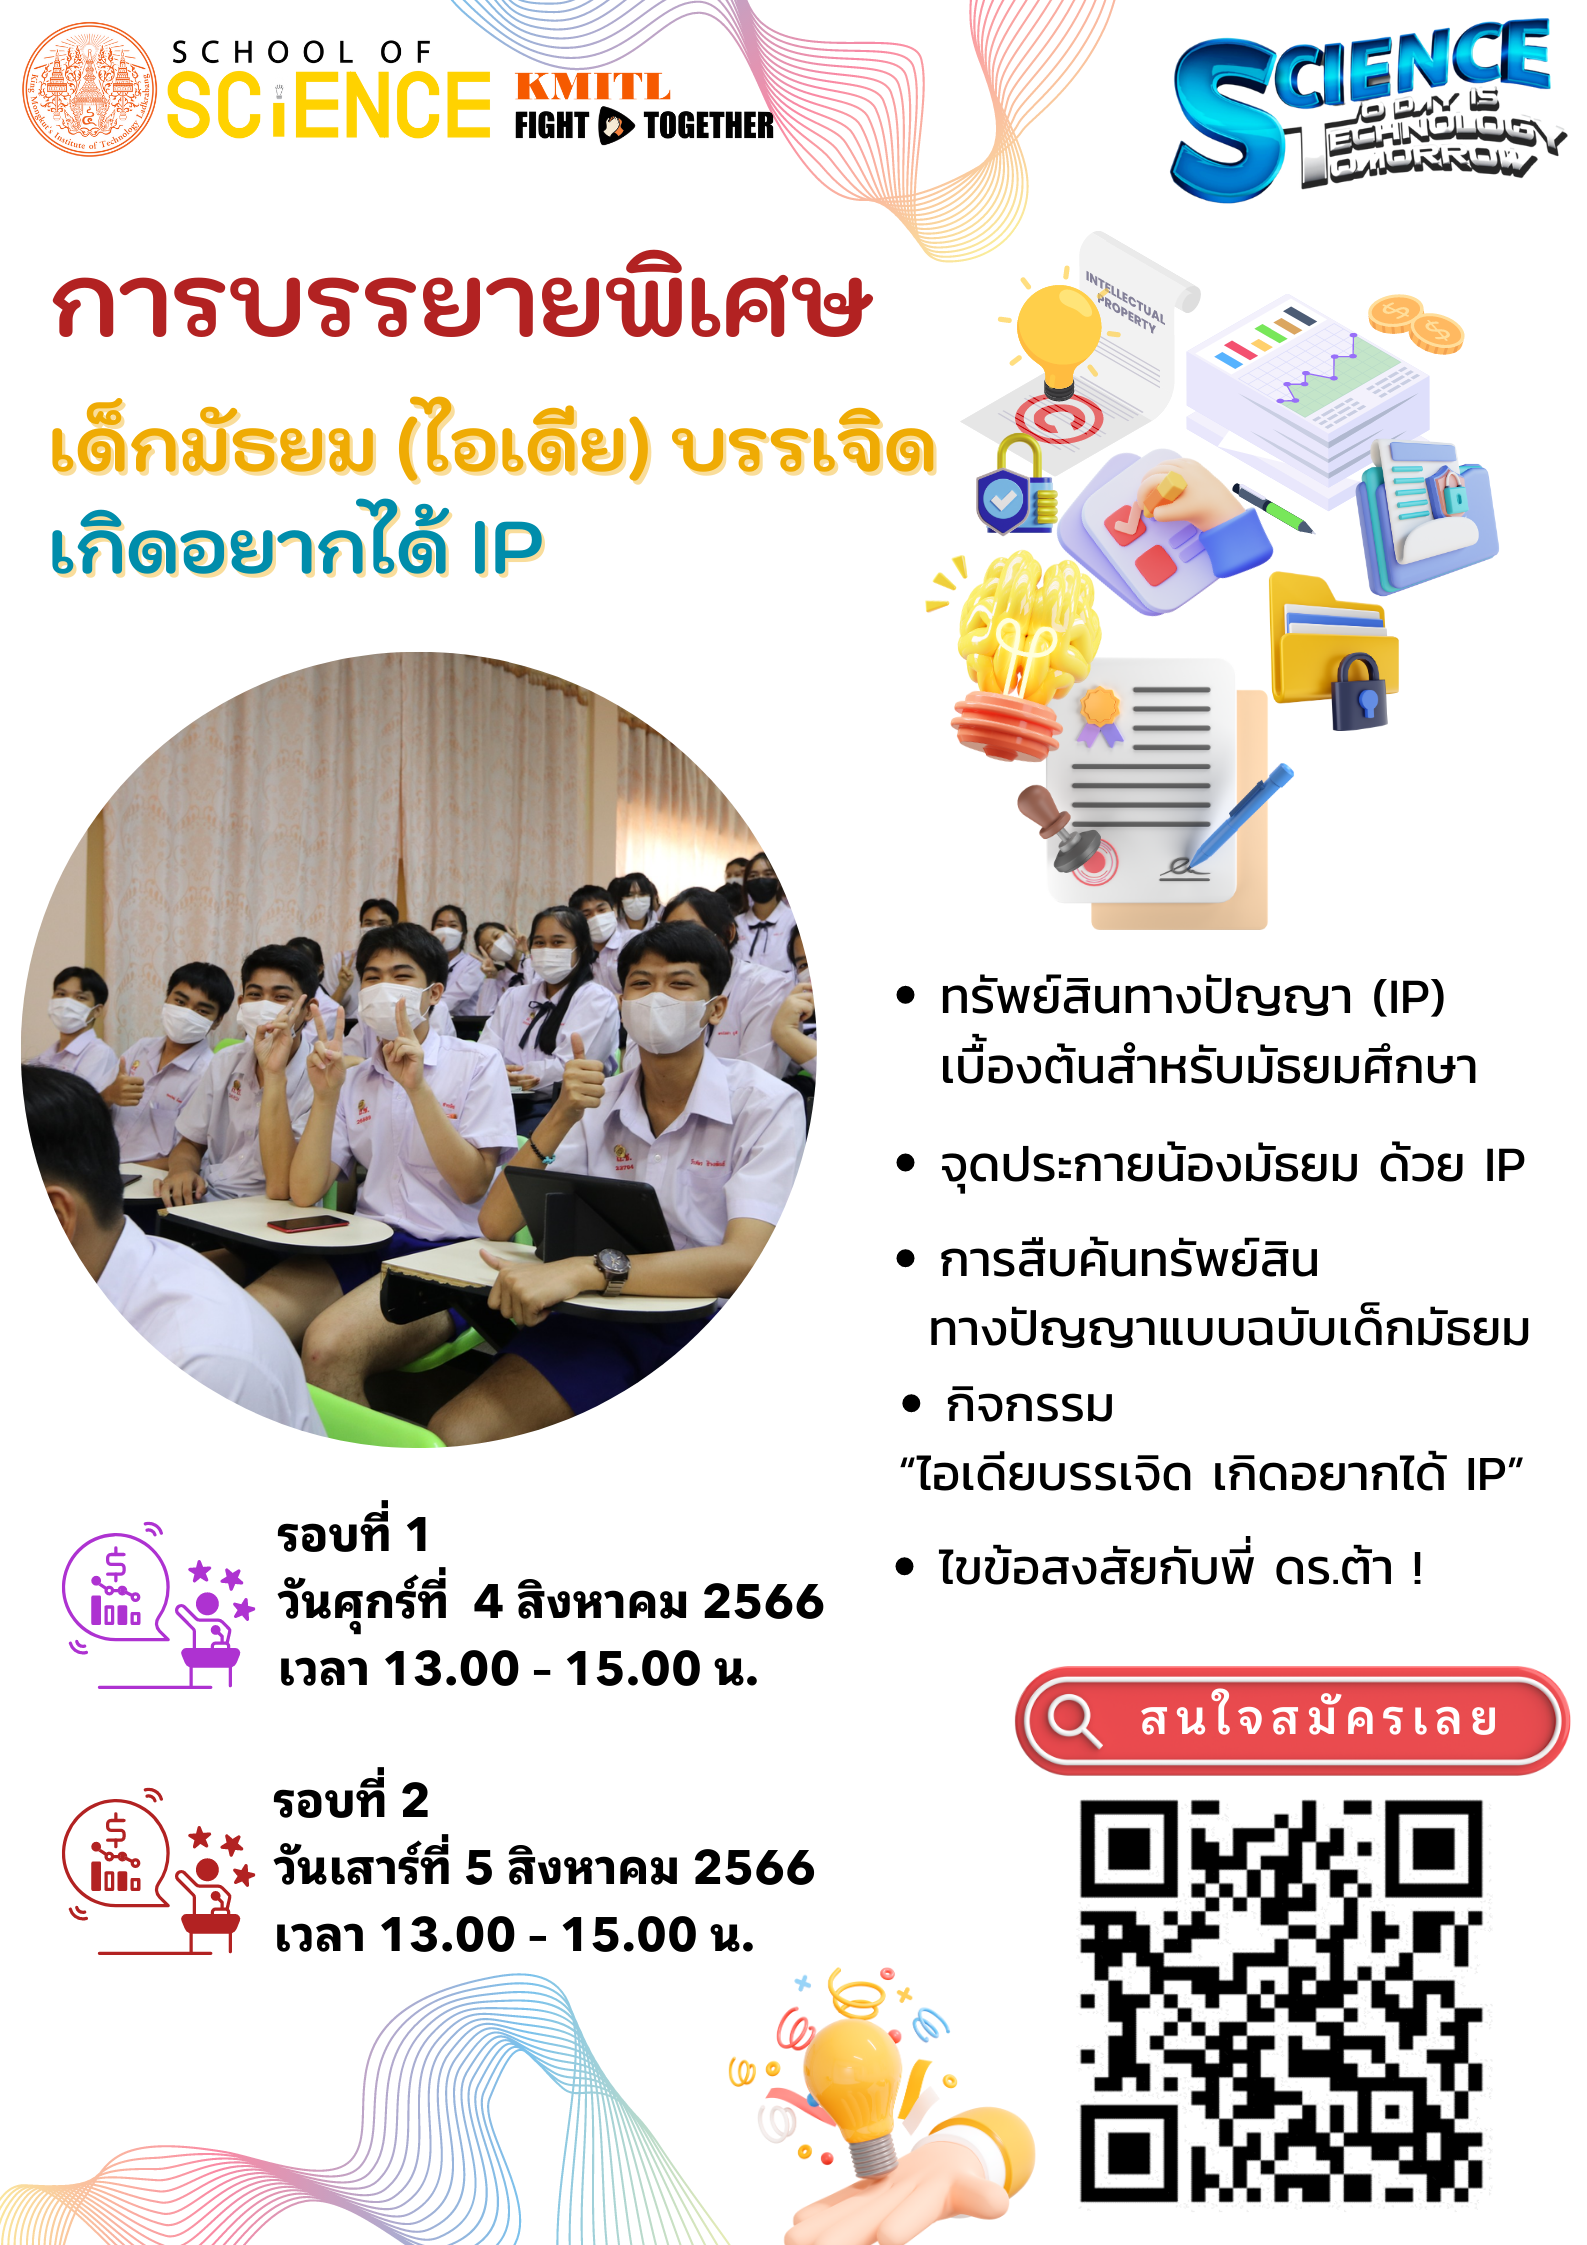 SCHOOL OF
SCiENCE
KMITL
FIGHT TOGETHER
King Mongkut's Institute of Technology Ladkrabang
SCIENCE
TODAY IS
TECHNOLOGY
TOMORROW
การบรรยายพิเศษ
เด็กมัธยม (ไอเดีย) บรรเจิด
เกิดอยากได้ IP
INTELLECTUAL
PROPERTY
ทรัพย์สินทางปัญญา (IP)
เบื้องต้นสำหรับมัธยมศึกษา
จุดประกายน้องมัธยม ด้วย IP
การสืบค้นทรัพย์สิน
ทางปัญญาแบบฉบับเด็กมัธยม
กิจกรรม
“ไอเดียบรรเจิด เกิดอยากได้ IP”
ไขข้อสงสัยกับพี่ ดร.ต้า !
รอบที่ 1
วันศุกร์ที่ 4 สิงหาคม 2566
เวลา 13.00 - 15.00 น.
รอบที่ 2
วันเสาร์ที่ 5 สิงหาคม 2566
เวลา 13.00 - 15.00 น.
สนใจสมัครเลย